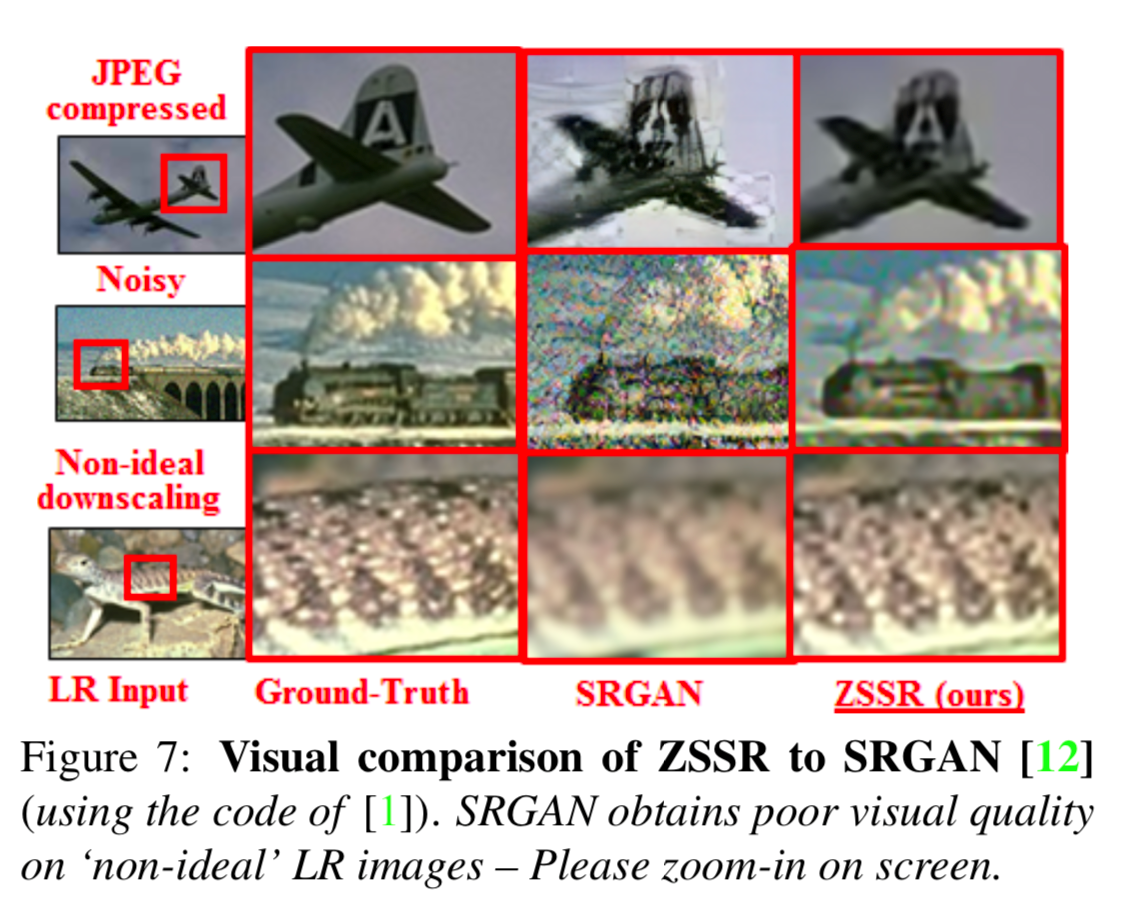 JPEG
compressed
A
A
A
Noisy
Non-ideal
downscaling
LR Input
Ground-Truth
SRGAN
ZSSR (ours)
Figure 7: Visual comparison of ZSSR to SRGAN [12]
(using the code of [1]). SRGAN obtains poor visual quality
on ‘non-ideal’ LR images – Please zoom-in on screen.